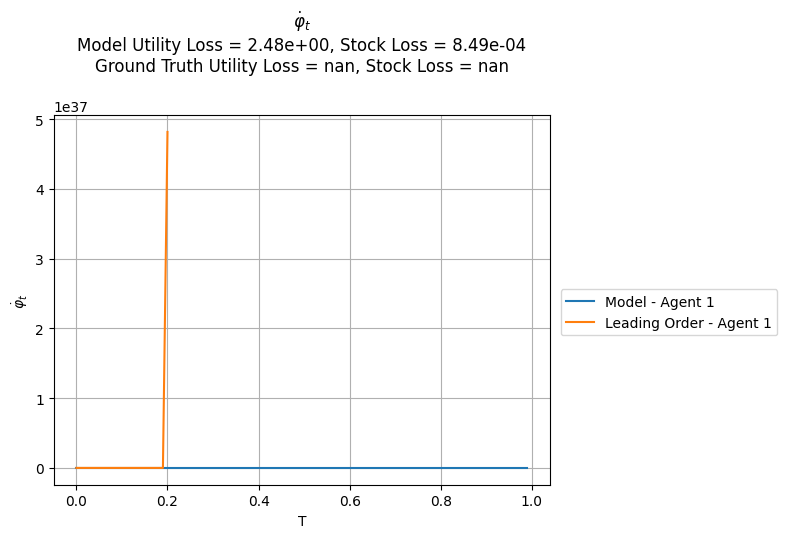 φ̇_t
Model Utility Loss = 2.48e+00, Stock Loss = 8.49e-04
Ground Truth Utility Loss = nan, Stock Loss = nan
1e37
5
4
3
2
1
0
φ̇_t
0.0 0.2 0.4 0.6 0.8 1.0
T
Model - Agent 1
Leading Order - Agent 1